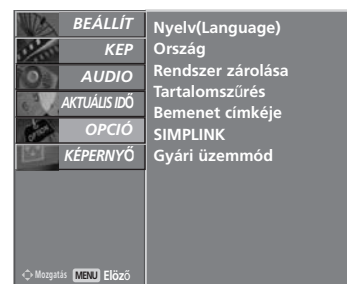 BEÁLLÍT
KEP
AUDIO
AKTUÁLIS IDŐ
OPCIÓ
KÉPERNYŐ
Nyelv(Language)
Ország
Rendszer zárolása
Tartalomszűrés
Bemenet címkéje
SIMPLINK
Gyári üzemmód
Mozgatás MENU Elözõ